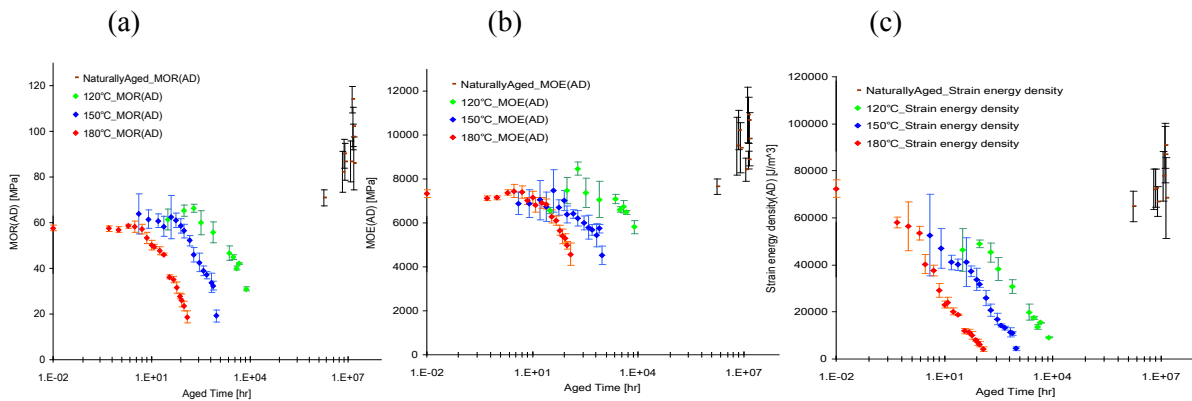 (a)
MOR(AD) [MPa]
120
100
80
60
40
20
0
NaturallyAged_MOR(AD)
120℃_MOR(AD)
150℃_MOR(AD)
180℃_MOR(AD)
1.E-02
1.E+01
1.E+04
1.E+07
Aged Time [hr]
(b)
MOE(AD) [MPa]
12000
10000
8000
6000
4000
2000
0
NaturallyAged_MOE(AD)
120℃_MOE(AD)
150℃_MOE(AD)
180℃_MOE(AD)
1.E-02
1.E+01
1.E+04
1.E+07
Aged Time [hr]
(c)
Strain energy density(AD) [J/m^3]
120000
100000
80000
60000
40000
20000
0
NaturallyAged_Strain energy density
120℃_Strain energy density
150℃_Strain energy density
180℃_Strain energy density
1.E-02
1.E+01
1.E+04
1.E+07
Aged Time [hr]